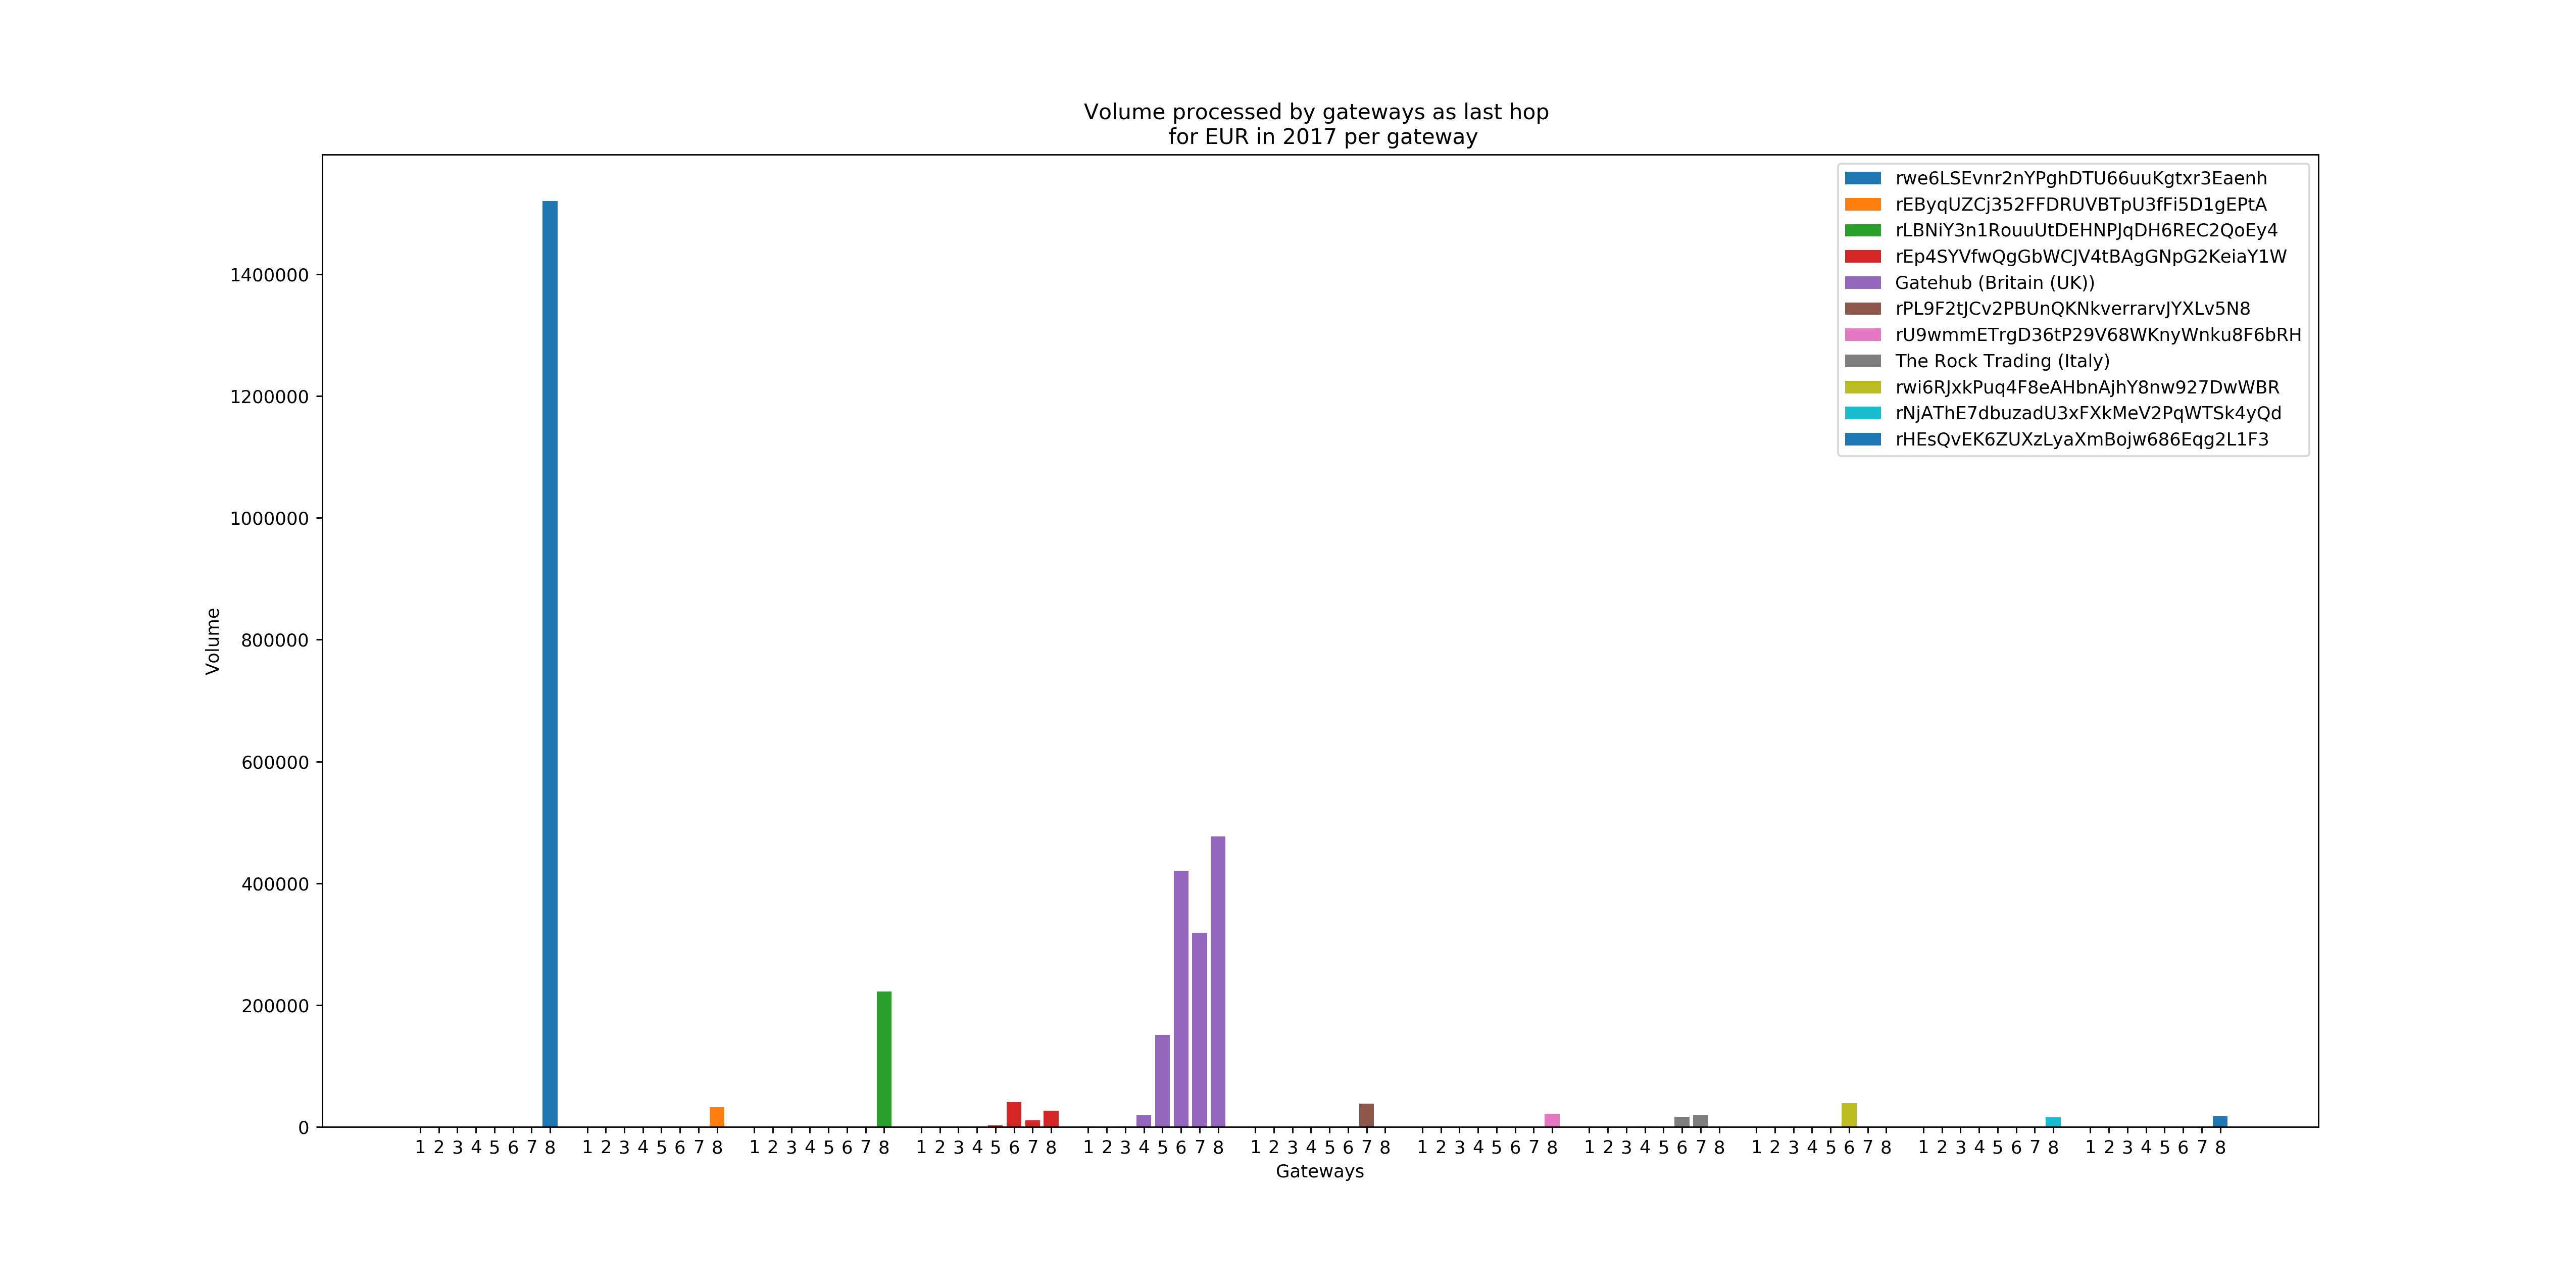 Volume processed by gateways as last hop
for EUR in 2017 per gateway
rwe6LSEvnr2nYPghDTU66uuKgtxr3Eaenh
rEByqUZCj352FFDRUVBTpU3fFi5D1gEPtA
rLBNiY3n1RouuUtDEHNPJqDH6REC2QoEy4
rEp4SYVfwQgGbWCJV4tBAgGNpG2KeiaY1W
Gatehub (Britain (UK))
rPL9F2tJCv2PBUnQKNkverrarvJYXLv5N8
rU9wmmETrgD36tP29V68WKnyWnku8F6bRH
The Rock Trading (Italy)
rwi6RJxkPuq4F8eAHbnAjhY8nw927DwWBR
rNjAThE7dbuzadU3xFXkMeV2PqWTSk4yQd
rHEsQvEK6ZUXzLyaXmBojw686Eqg2L1F3
1400000
1200000
1000000
800000
600000
400000
200000
0
Volume
1 2 3 4 5 6 7 8 1 2 3 4 5 6 7 8 1 2 3 4 5 6 7 8 1 2 3 4 5 6 7 8 1 2 3 4 5 6 7 8 1 2 3 4 5 6 7 8 1 2 3 4 5 6 7 8 1 2 3 4 5 6 7 8 1 2 3 4 5 6 7 8 1 2 3 4 5 6 7 8 1 2 3 4 5 6 7 8
Gateways